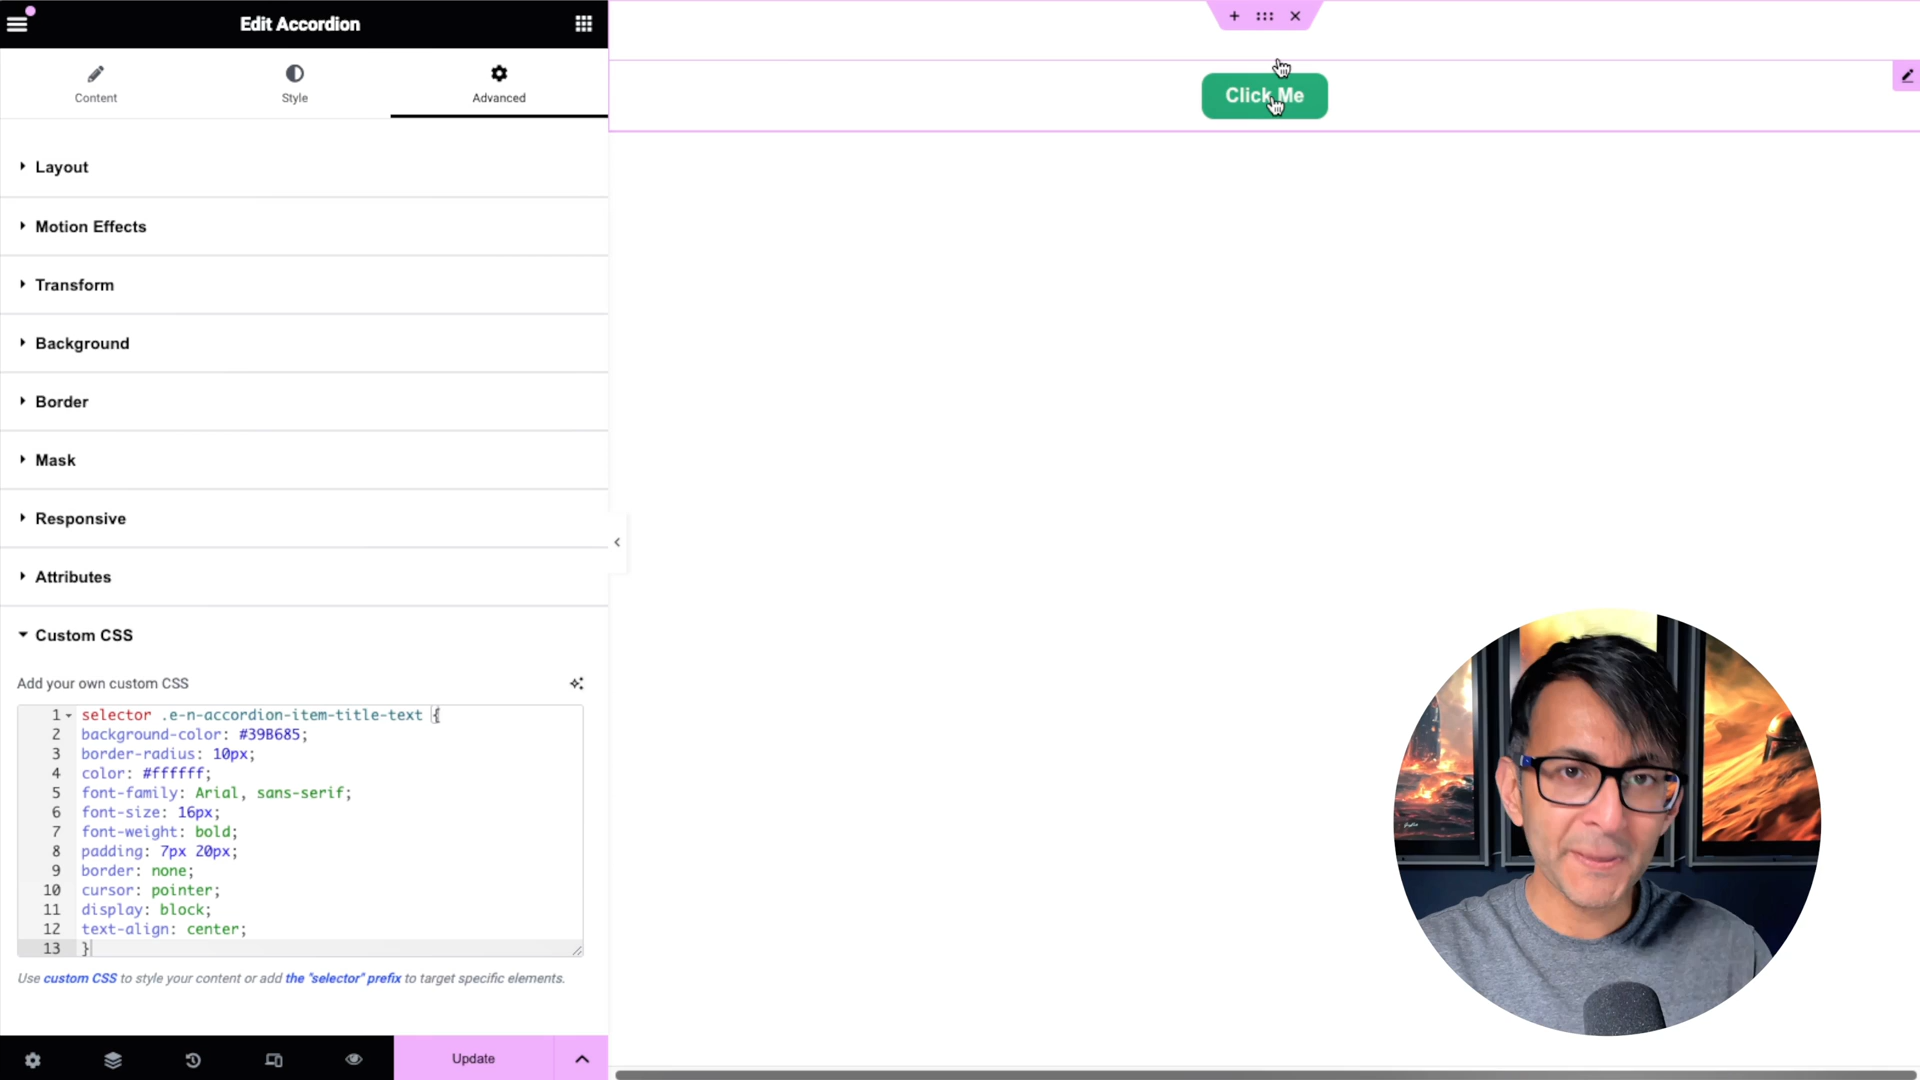 Edit Accordion
Content
Style
Advanced
Layout
Motion Effects
Transform
Background
Border
Mask
Responsive
Attributes
Custom CSS
Add your own custom CSS
1 selector .e-n-accordion-item-title-text {
2 background-color: #39B685;
3 border-radius: 10px;
4 color: #ffffff;
5 font-family: Arial, sans-serif;
6 font-size: 16px;
7 font-weight: bold;
8 padding: 7px 20px;
9 border: none;
10 cursor: pointer;
11 display: block;
12 text-align: center;
13 }
Use custom CSS to style your content or add the "selector" prefix to target specific elements.
Update
Click Me